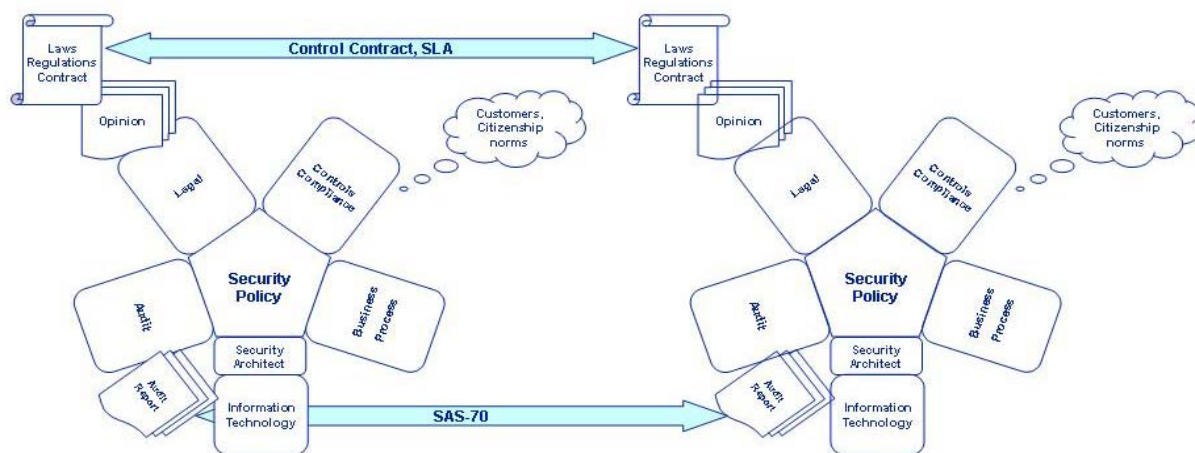 Laws
Regulations
Contract
Control Contract, SLA
Laws
Regulations
Contract
Opinion
Customers,
Citizenship
norms
Opinion
Customers,
Citizenship
norms
Legal
Controls
Compliance
Legal
Controls
Compliance
Security
Policy
Security
Policy
Audit
Business
Process
Audit
Business
Process
Security
Architect
Security
Architect
Audit
Report
Information
Technology
SAS-70
Audit
Report
Information
Technology